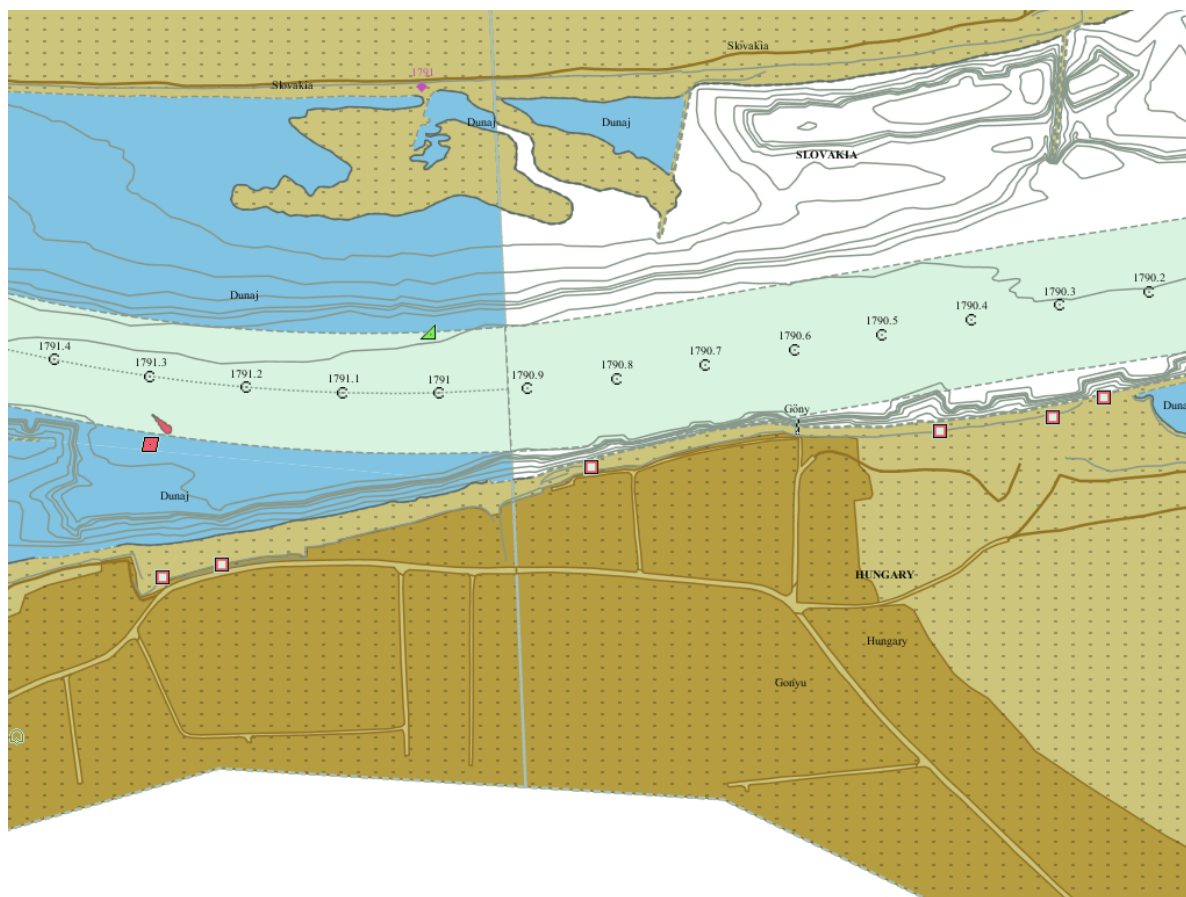 Slovakia
1791
Slovakia
Dunaj
Dunaj
SLOVAKIA
Dunaj
1790.2
1790.3
1790.4
1790.5
1790.6
1791.4
1791.3
1791.2
1791.1
1791
1790.9
1790.8
1790.7
Göny
Duna
Dunaj
HUNGARY
Hungary
Gonyu